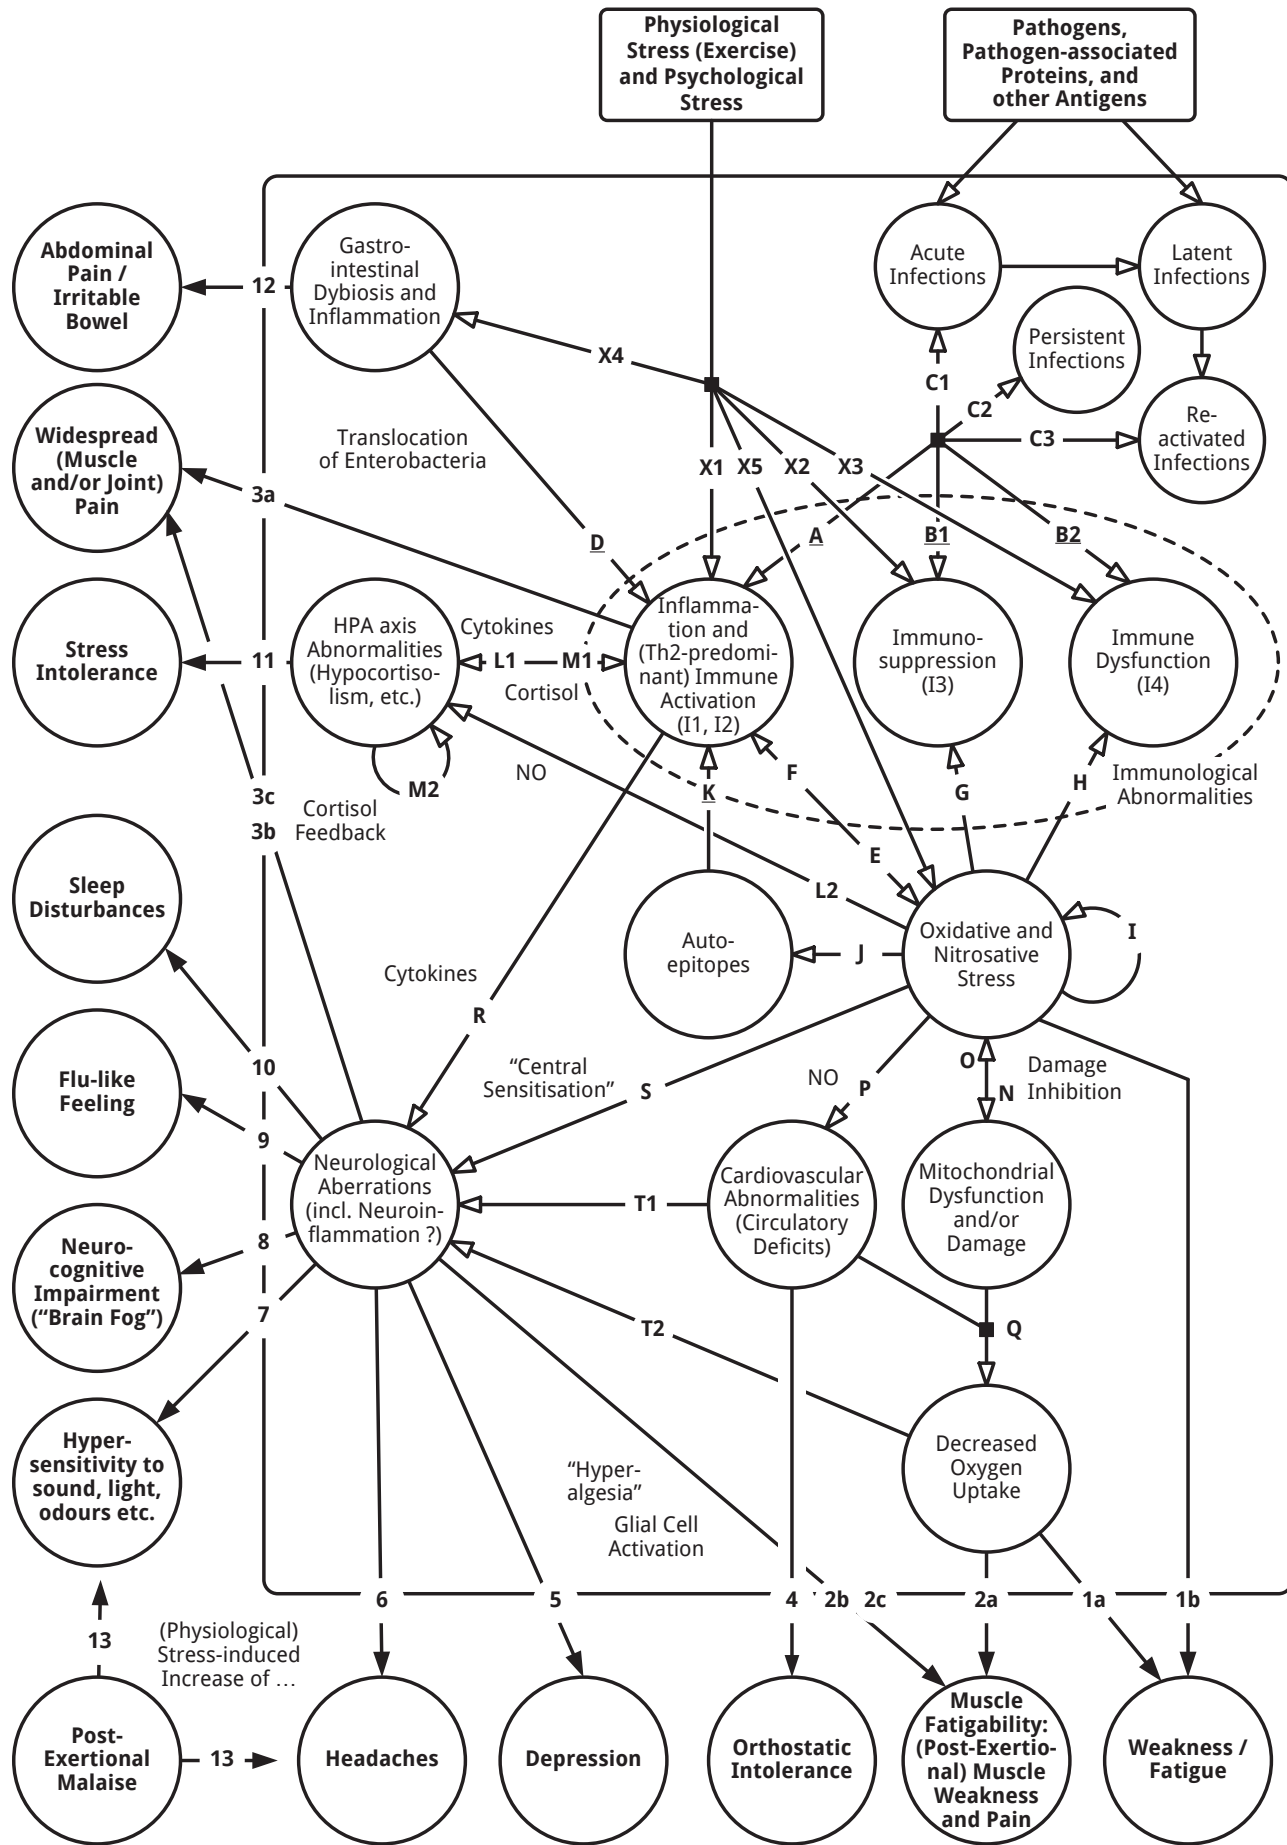 Physiological
Stress (Exercise)
and Psychological
Stress
Pathogens,
Pathogen-associated
Proteins, and
other Antigens
Abdominal
Pain /
Irritable
Bowel
12
Gastro-
intestinal
Dybiosis and
Inflammation
Acute
Infections
Latent
Infections
Persistent
Infections
Re-
activated
Infections
X4
C1
C2
C3
Widespread
(Muscle
and/or Joint)
Pain
3a
Translocation
of Enterobacteria
X1
X5
X2
X3
D
A
B1
B2
Stress
Intolerance
11
HPA axis
Abnormalities
(Hypocortiso-
lism, etc.)
Cytokines
L1
M1
Cortisol
Inflamma-
tion and
(Th2-predomi-
nant) Immune
Activation
(I1, I2)
Immuno-
suppression
(I3)
Immune
Dysfunction
(I4)
M2
NO
K
F
G
H
Immunological
Abnormalities
3c
3b
Cortisol
Feedback
E
L2
Sleep
Disturbances
Auto-
epitopes
J
Oxidative and
Nitrosative
Stress
I
Cytokines
R
10
Flu-like
Feeling
9
“Central
Sensitisation”
S
NO
P
O
N
Damage
Inhibition
Neurological
Aberrations
(incl. Neuroin-
flammation ?)
T1
Cardiovascular
Abnormalities
(Circulatory
Deficits)
Mitochondrial
Dysfunction
and/or
Damage
Neuro-
cognitive
Impairment
(“Brain Fog”)
8
7
T2
Q
Hyper-
sensitivity to
sound, light,
odours etc.
“Hyper-
algesia”
Glial Cell
Activation
Decreased
Oxygen
Uptake
6
5
4
2b
2c
2a
1a
1b
13
(Physiological)
Stress-induced
Increase of …
Post-
Exertional
Malaise
13
Headaches
Depression
Orthostatic
Intolerance
Muscle
Fatigability:
(Post-Exertio-
nal) Muscle
Weakness
and Pain
Weakness /
Fatigue